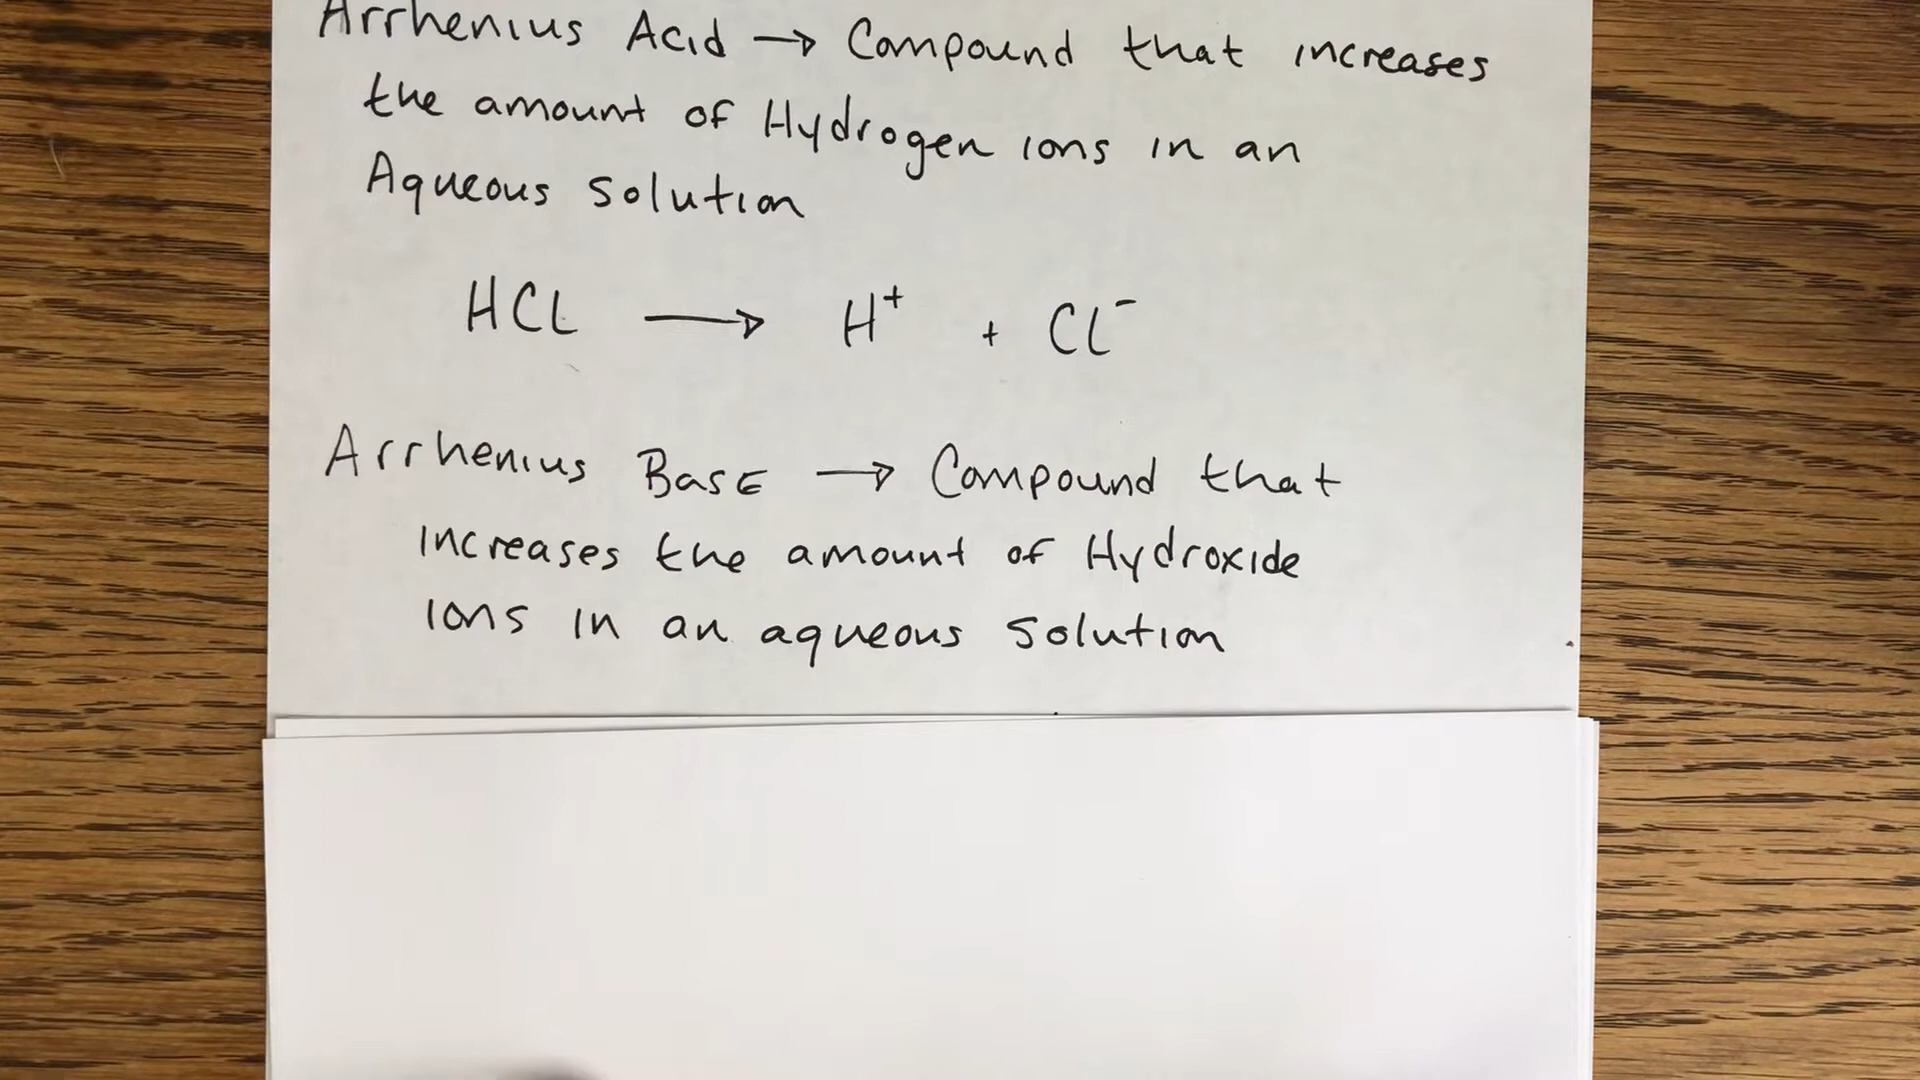 Arrhenius Acid → Compound that increases
the amount of Hydrogen ions in an
Aqueous solution
HCl → H⁺ + Cl⁻
Arrhenius Base → Compound that
increases the amount of Hydroxide
ions in an aqueous solution